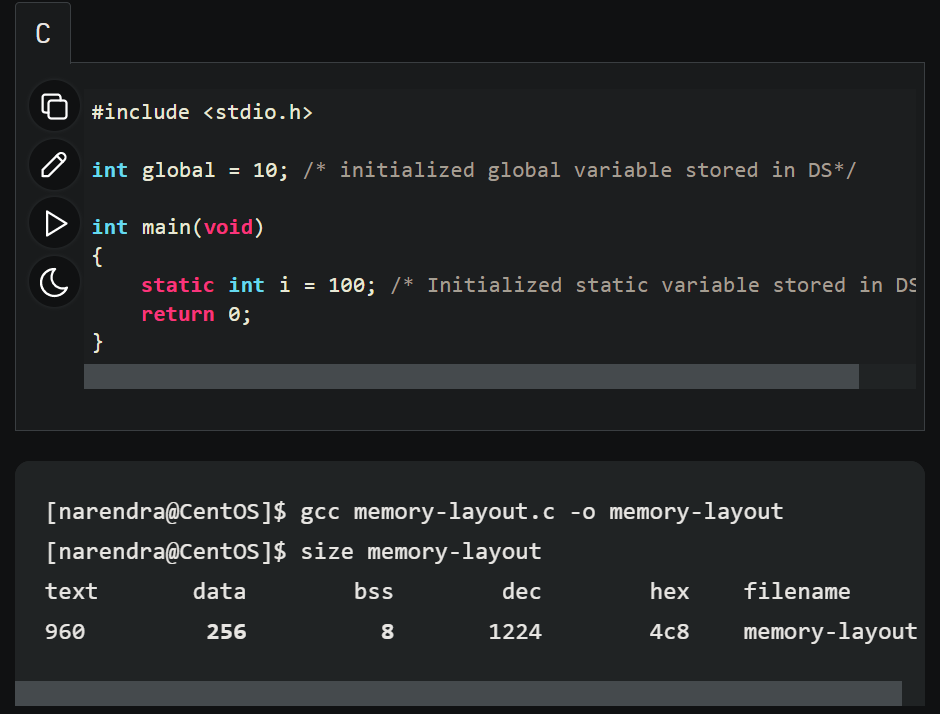 C
#include <stdio.h>
int global = 10; /* initialized global variable stored in DS*/
int main(void)
{
static int i = 100; /* Initialized static variable stored in DS
return 0;
}
[narendra@CentOS]$ gcc memory-layout.c -o memory-layout
[narendra@CentOS]$ size memory-layout
text data bss dec hex filename
960 256 8 1224 4c8 memory-layout